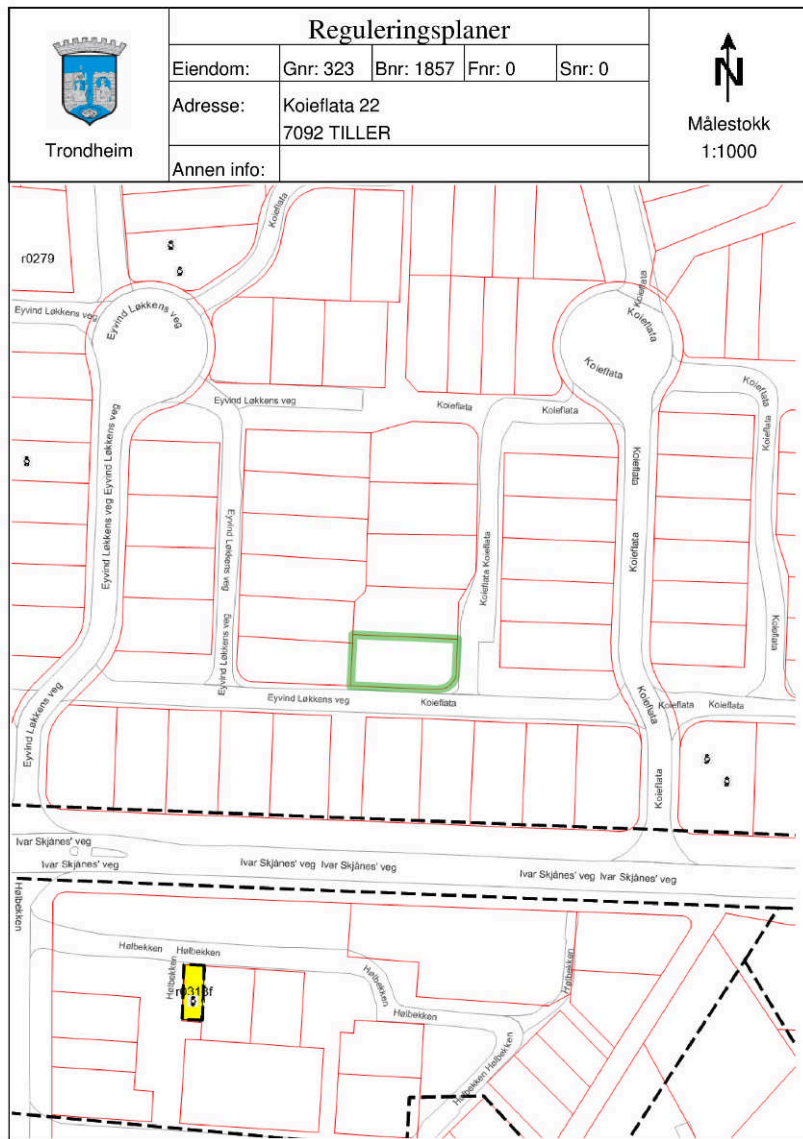 Reguleringsplaner
Eiendom: Gnr: 323 Bnr: 1857 Fnr: 0 Snr: 0
Adresse: Koieflata 22
7092 TILLER
Annen info:
Trondheim
N
Målestokk
1:1000
Koieflata
r0279
Koieflata
Eyvind Løkkens veg
Eyvind Løkkens veg
Koieflata
Koieflata
Koieflata
Eyvind Løkkens veg
Koieflata
Koieflata
Koieflata
Koieflata
Eyvind Løkkens veg Eyvind Løkkens veg
Eyvind Løkkens veg
Koieflata Koieflata
Koieflata
Eyvind Løkkens veg
Eyvind Løkkens veg
Eyvind Løkkens veg
Koieflata
Koieflata
Koieflata
Koieflata
Koieflata
Ivar Skjånes' veg
Ivar Skjånes' veg
Ivar Skjånes' veg Ivar Skjånes' veg
Ivar Skjånes' veg Ivar Skjånes' veg
Hølbekken
Hølbekken Hølbekken
Hølbekken
Hølbekken
Hølbekken
r0313f
Hølbekken
Hølbekken Hølbekken